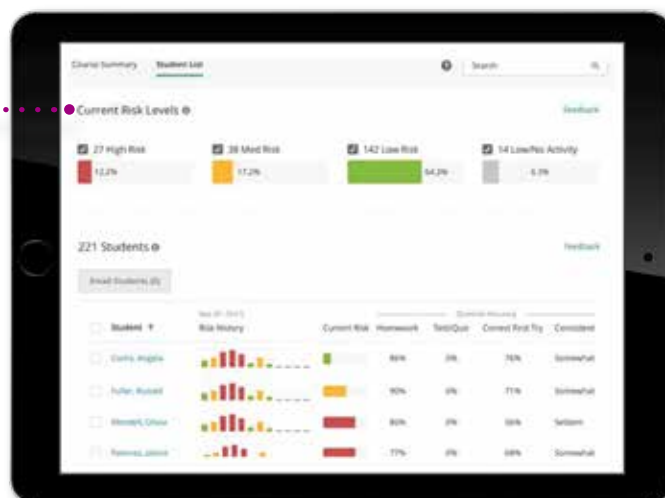 Course Summary Student List Search
Current Risk Levels Feedback
27 High Risk 38 Med Risk 142 Low Risk 14 Low/No Activity
12.2% 17.2% 64.3% 6.3%
221 Students Feedback
Email Students (0)
Student Risk History Current Risk Homework Test/Quiz Correct First Try Consistent
Curtis, Angela 86% 0% 76% Somewhat
Fuller, Russell 90% 0% 71% Somewhat
Olivia 0% Seldom
77% 0% 68% Somewhat